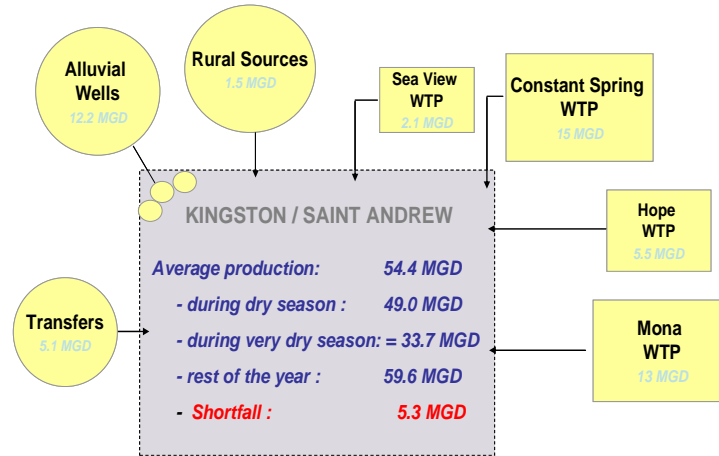 Alluvial
Wells
12.2 MGD
Rural Sources
1.5 MGD
Sea View
WTP
2.1 MGD
Constant Spring
WTP
15 MGD
KINGSTON / SAINT ANDREW
Hope
WTP
5.5 MGD
Average production: 54.4 MGD
- during dry season : 49.0 MGD
- during very dry season: = 33.7 MGD
- rest of the year : 59.6 MGD
- Shortfall : 5.3 MGD
Transfers
5.1 MGD
Mona
WTP
13 MGD